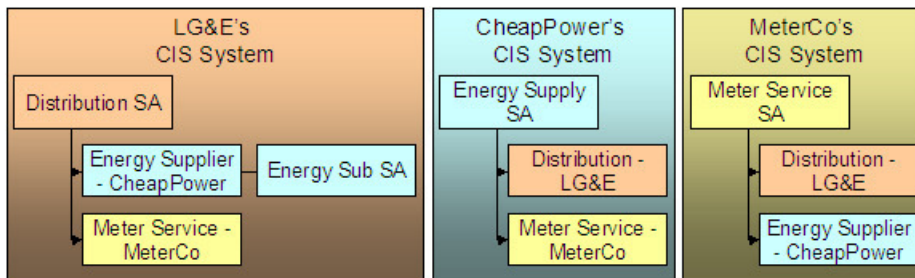 LG&E's
CIS System
Distribution SA
Energy Supplier
- CheapPower
Energy Sub SA
Meter Service -
MeterCo
CheapPower's
CIS System
Energy Supply
SA
Distribution -
LG&E
Meter Service -
MeterCo
MeterCo's
CIS System
Meter Service
SA
Distribution -
LG&E
Energy Supplier
- CheapPower